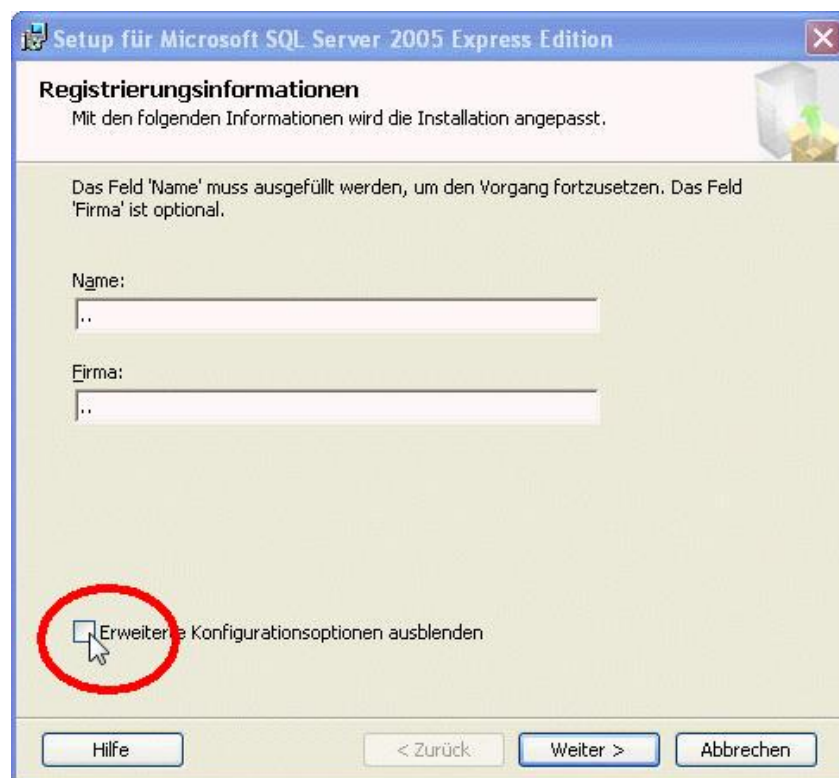 Setup für Microsoft SQL Server 2005 Express Edition
Registrierungsinformationen
Mit den folgenden Informationen wird die Installation angepasst.
Das Feld 'Name' muss ausgefüllt werden, um den Vorgang fortzusetzen. Das Feld
'Firma' ist optional.
Name:
..
Firma:
..
Erweiterte Konfigurationsoptionen ausblenden
Hilfe
< Zurück
Weiter >
Abbrechen